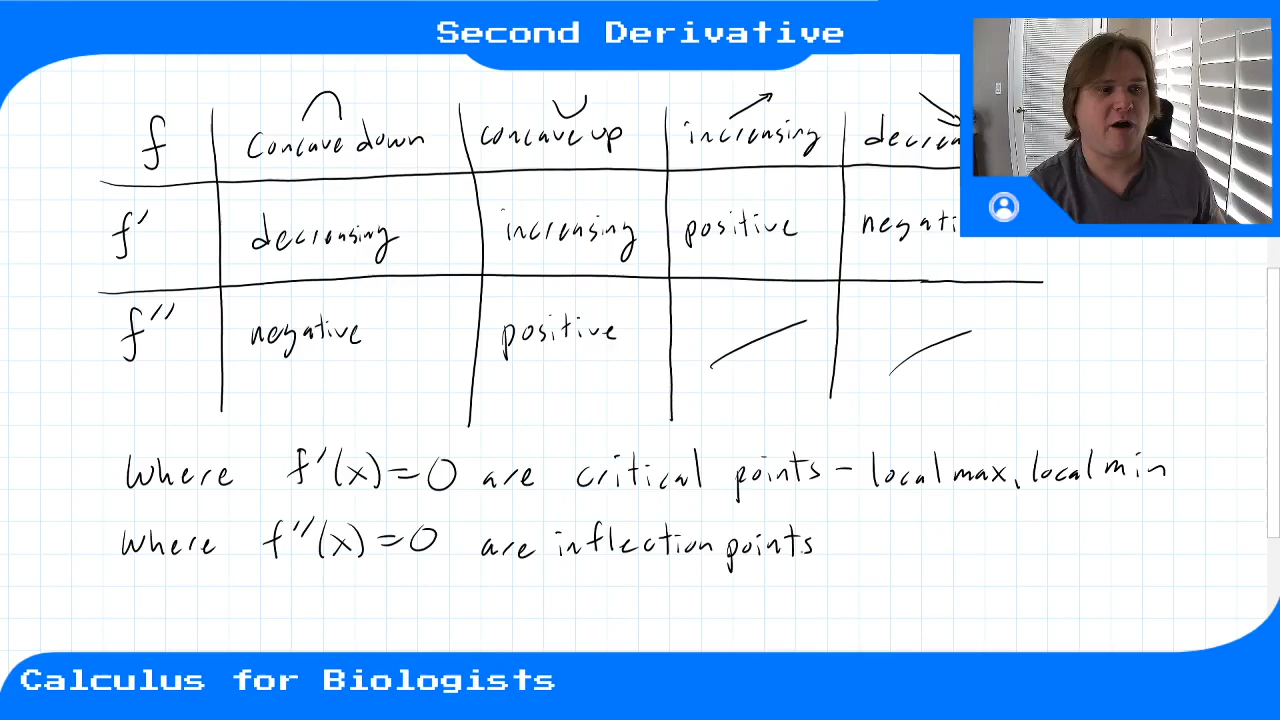 Second Derivative
f concave down concave up increasing
f' decreasing increasing positive
f'' negative positive
Where f'(x)=0 are critical points - local max, local min
Where f''(x)=0 are inflection points
Calculus for Biologists